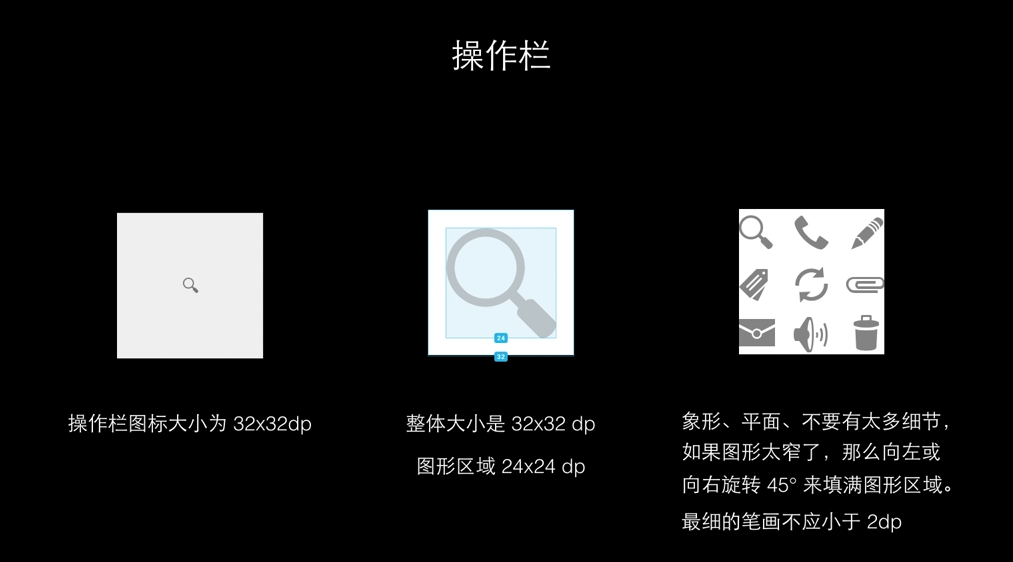 操作栏
24
32
操作栏图标大小为 32x32dp
整体大小是 32x32 dp
图形区域 24x24 dp
象形、平面、不要有太多细节，
如果图形太窄了，那么向左或
向右旋转 45° 来填满图形区域。
最细的笔画不应小于 2dp